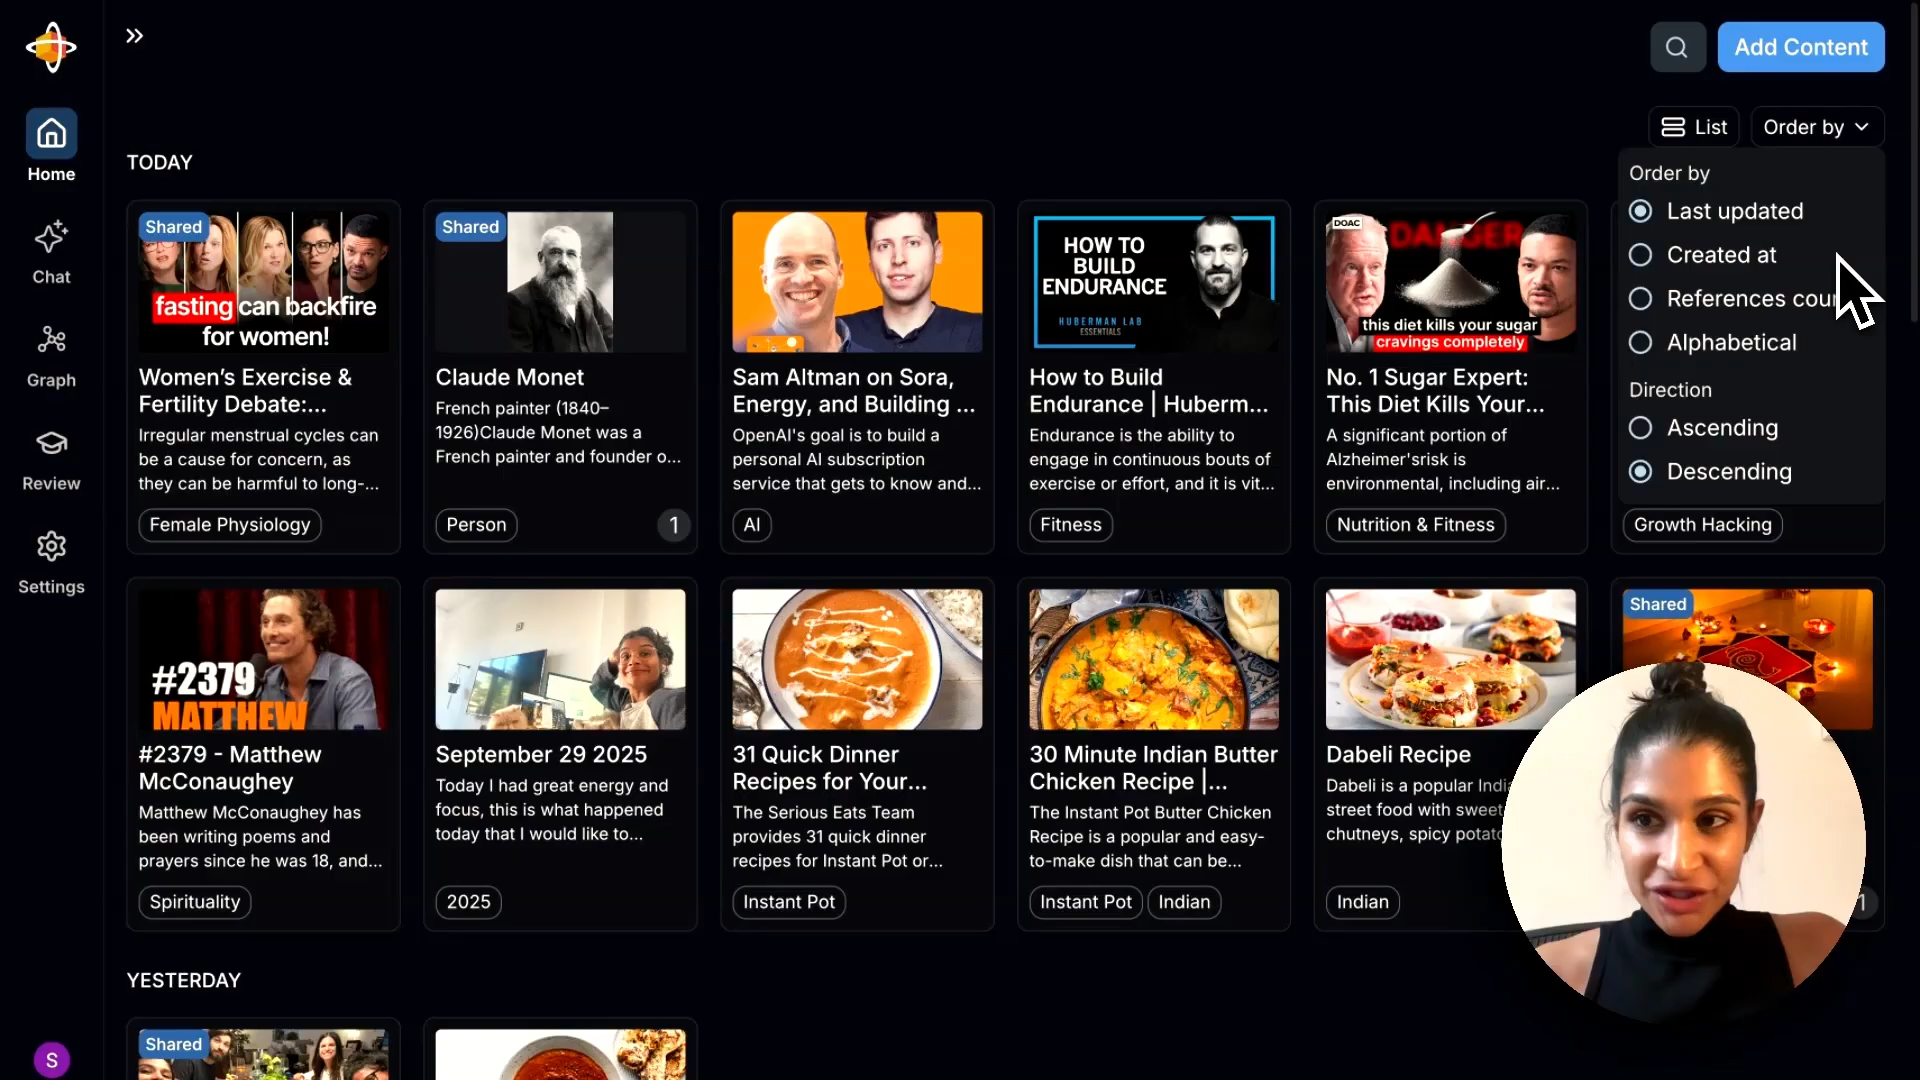 Add Content
List
Order by
TODAY
Home
Chat
Graph
Review
Settings
S
Order by
Last updated
Created at
References cou
Alphabetical
Direction
Ascending
Descending
Shared
fasting can backfire
for women!
Women's Exercise &
Fertility Debate:...
Irregular menstrual cycles can
be a cause for concern, as
they can be harmful to long-...
Female Physiology
Shared
Claude Monet
French painter (1840–
1926)Claude Monet was a
French painter and founder o...
Person
1
Sam Altman on Sora,
Energy, and Building ...
OpenAI's goal is to build a
personal AI subscription
service that gets to know and...
AI
HOW TO
BUILD
ENDURANCE
HUBERMAN LAB
ESSENTIALS
How to Build
Endurance | Huberm...
Endurance is the ability to
engage in continuous bouts of
exercise or effort, and it is vit...
Fitness
DOAC
DANGER
this diet kills your sugar
cravings completely
No. 1 Sugar Expert:
This Diet Kills Your...
A significant portion of
Alzheimer'srisk is
environmental, including air...
Nutrition & Fitness
Growth Hacking
#2379
MATTHEW
#2379 - Matthew
McConaughey
Matthew McConaughey has
been writing poems and
prayers since he was 18, and...
Spirituality
September 29 2025
Today I had great energy and
focus, this is what happened
today that I would like to...
2025
31 Quick Dinner
Recipes for Your...
The Serious Eats Team
provides 31 quick dinner
recipes for Instant Pot or...
Instant Pot
30 Minute Indian Butter
Chicken Recipe |...
The Instant Pot Butter Chicken
Recipe is a popular and easy-
to-make dish that can be...
Instant Pot
Indian
Dabeli Recipe
Dabeli is a popular India
street food with sweet
chutneys, spicy potato
Indian
Shared
1
YESTERDAY
Shared